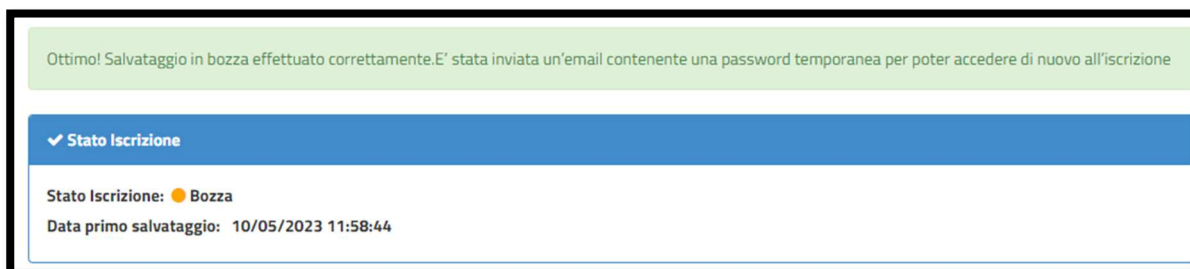 Ottimo! Salvataggio in bozza effettuato correttamente.E’ stata inviata un’email contenente una password temporanea per poter accedere di nuovo all’iscrizione
Stato Iscrizione
Stato Iscrizione: Bozza
Data primo salvataggio: 10/05/2023 11:58:44